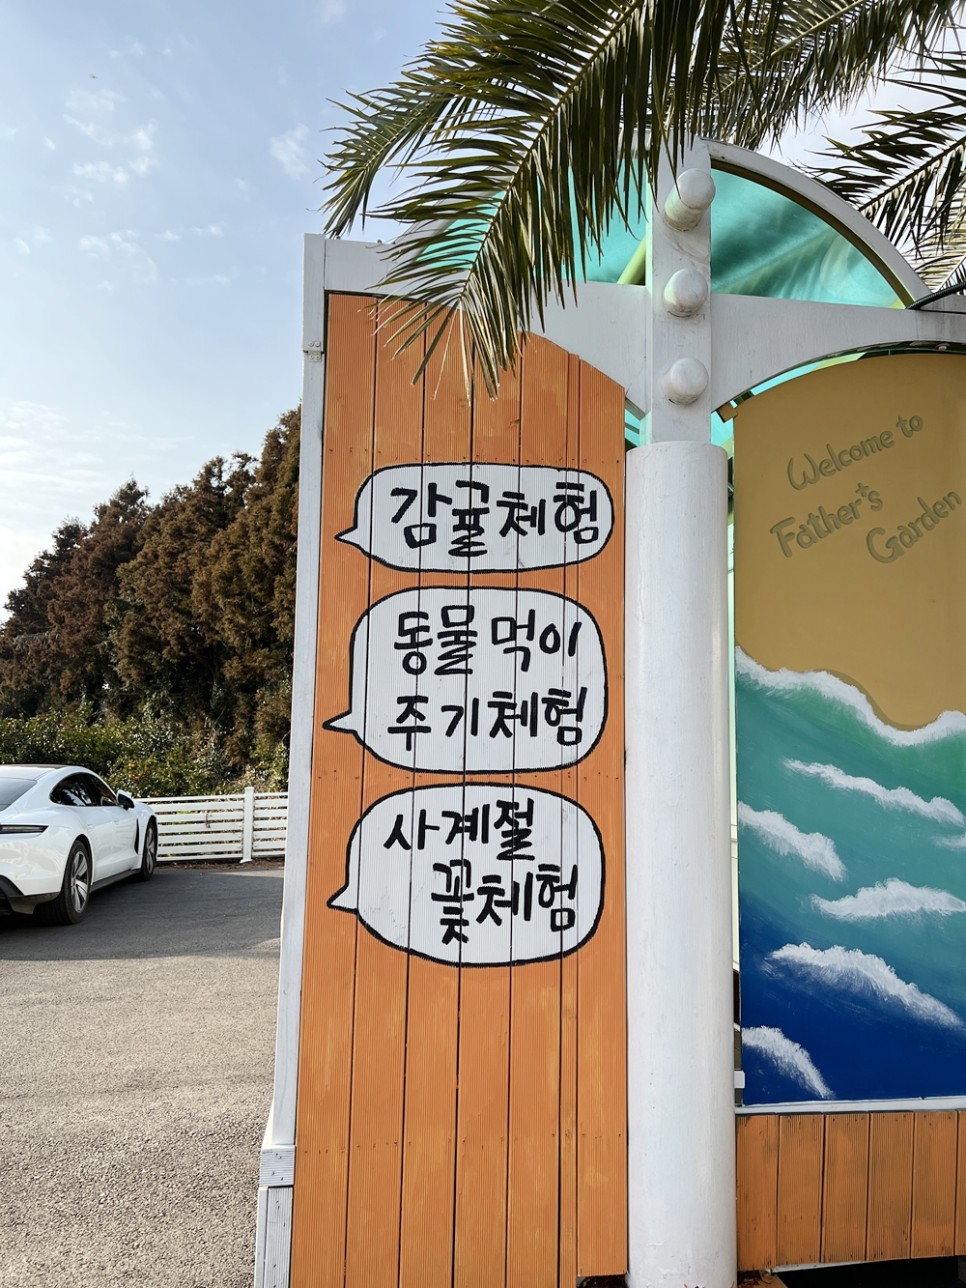 감귤체험
동물먹이
주기체험
사계절
꽃체험
Welcome to
Father's
Garden